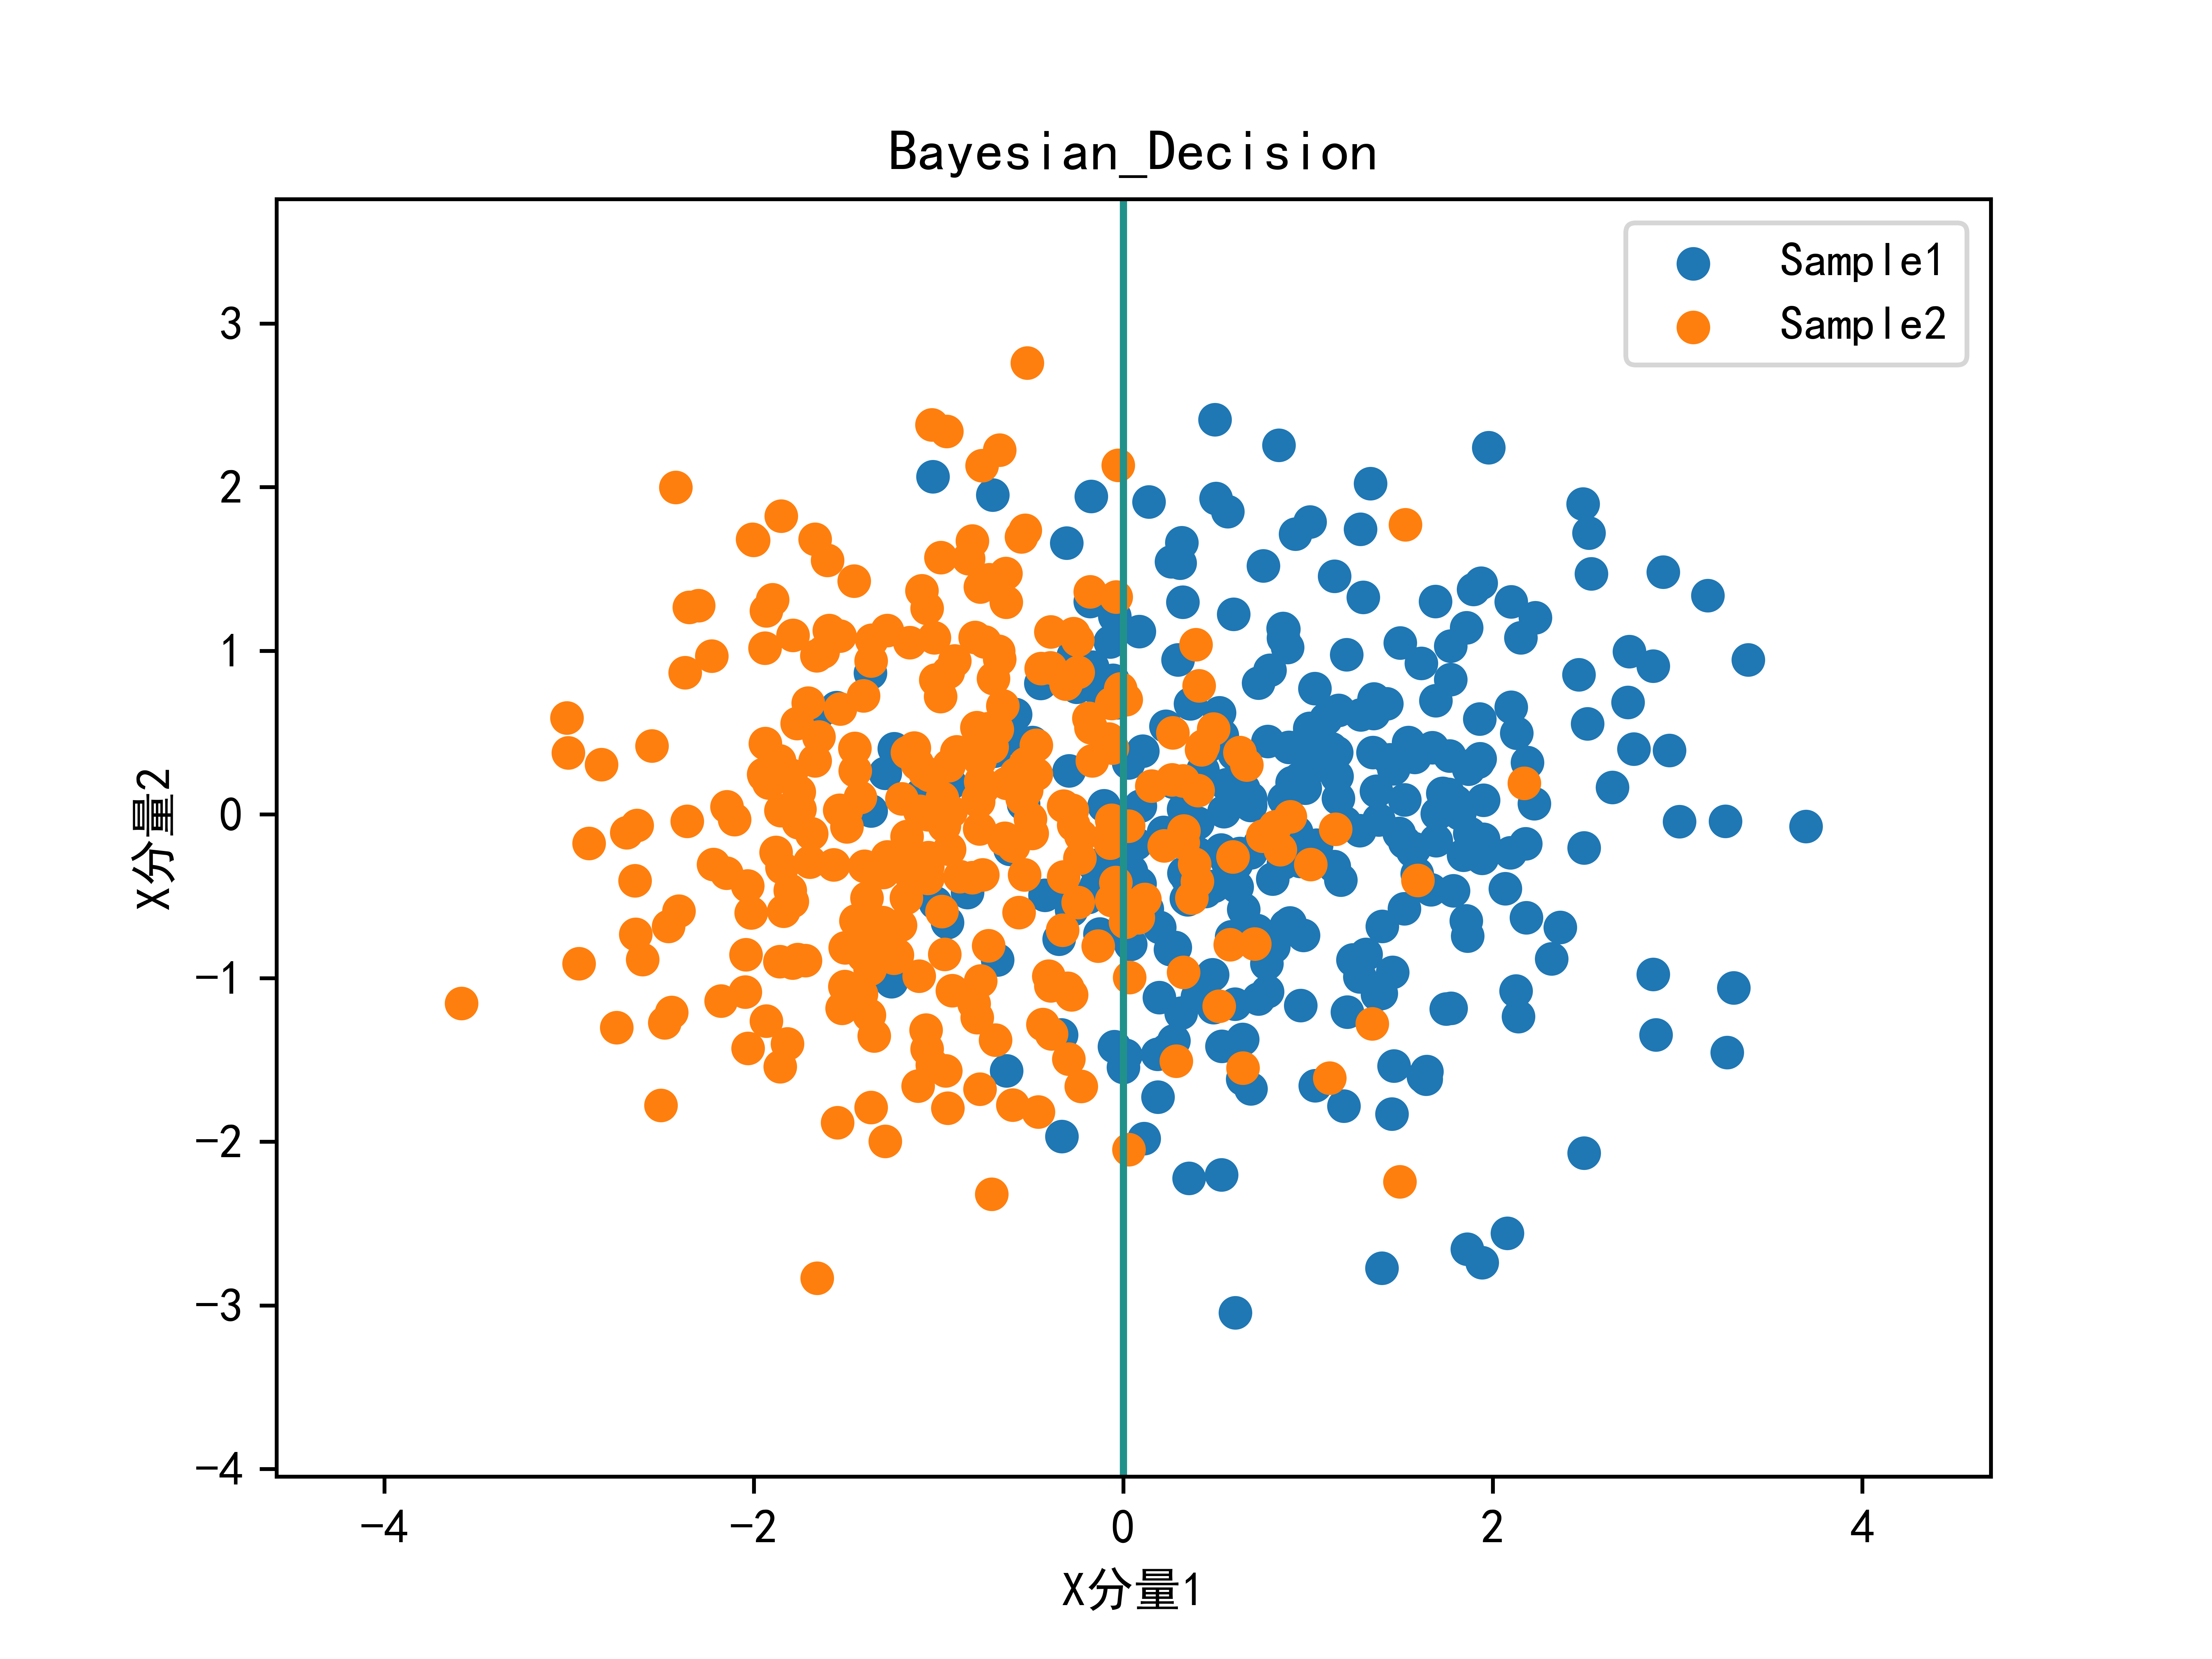 Bayesian_Decision
Sample1
Sample2
3
2
1
0
−1
−2
−3
−4
X分量2
−4
−2
0
2
4
X分量1